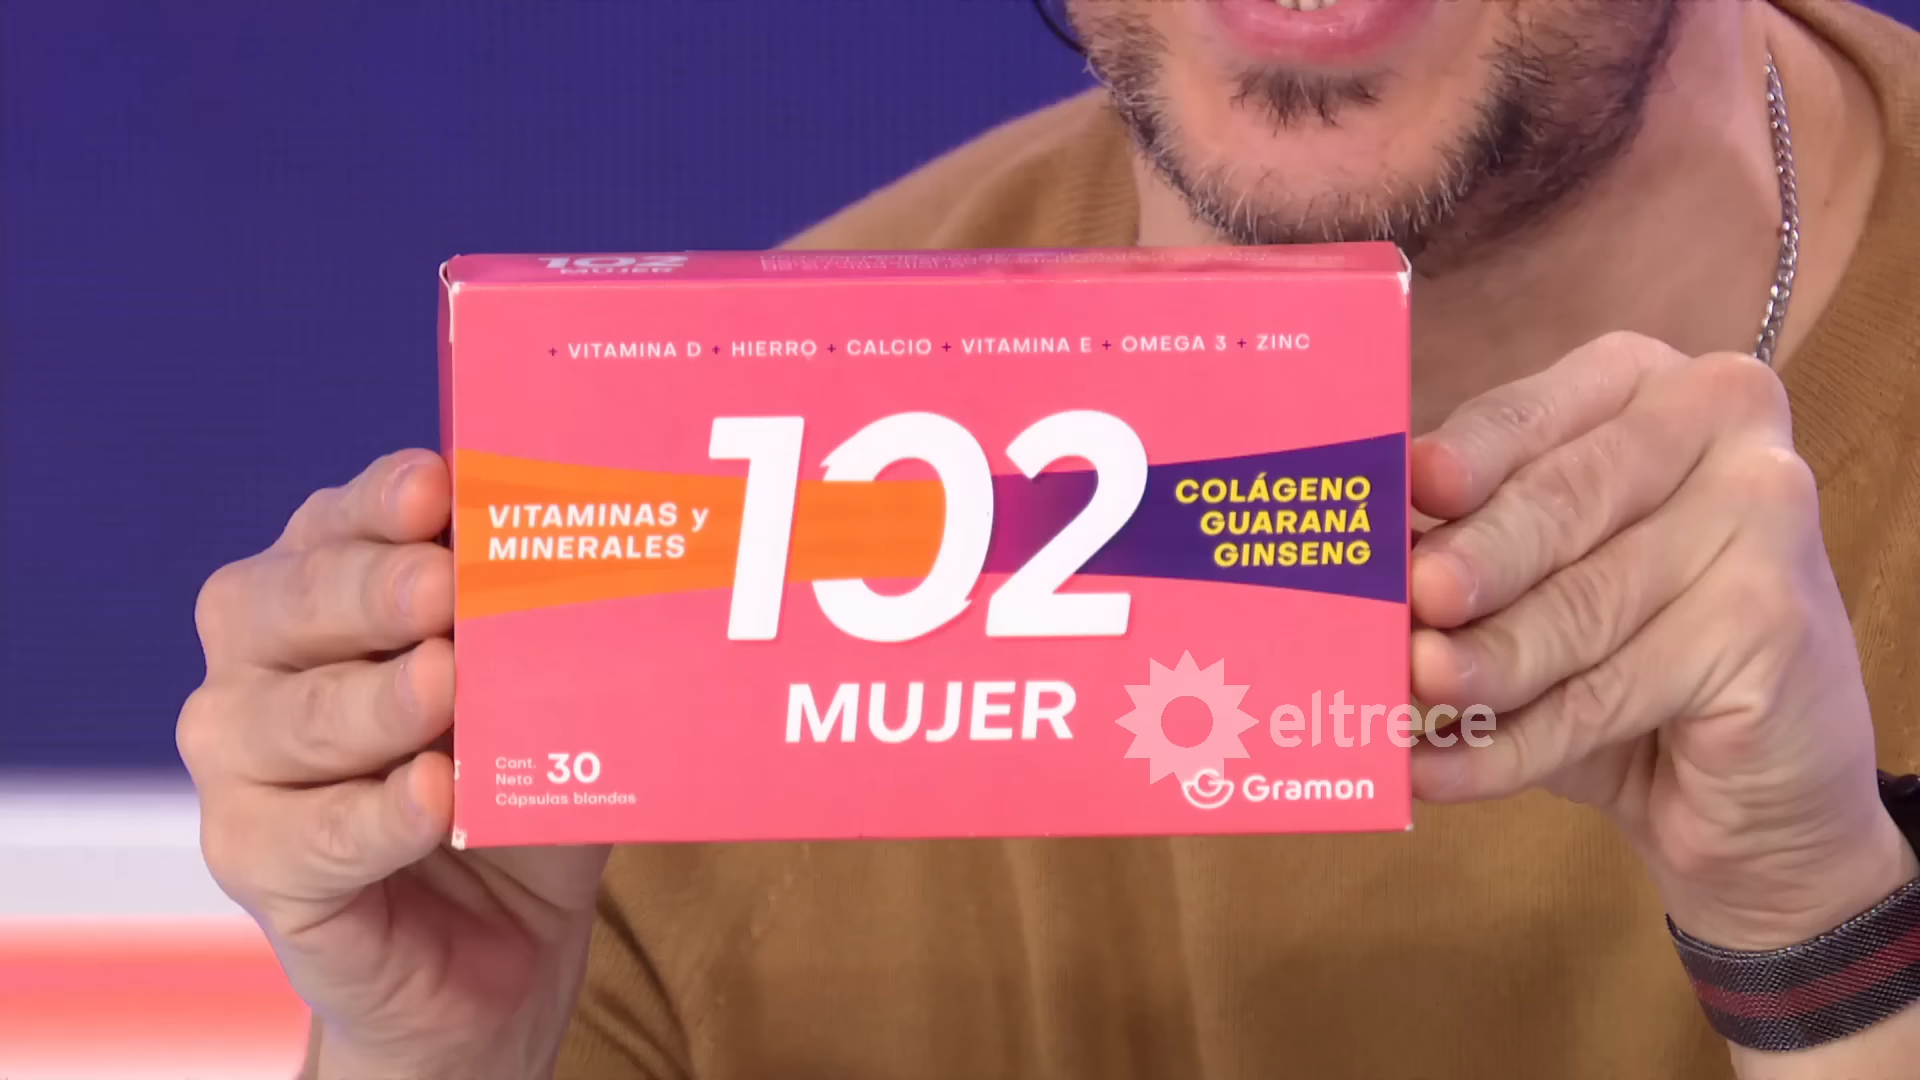 102
MUJER
+ VITAMINA D + HIERRO + CALCIO + VITAMINA E + OMEGA 3 + ZINC
VITAMINAS y
MINERALES
102
COLÁGENO
GUARANÁ
GINSENG
MUJER
eltrece
Cont.
Neto 30
Cápsulas blandas
Gramon